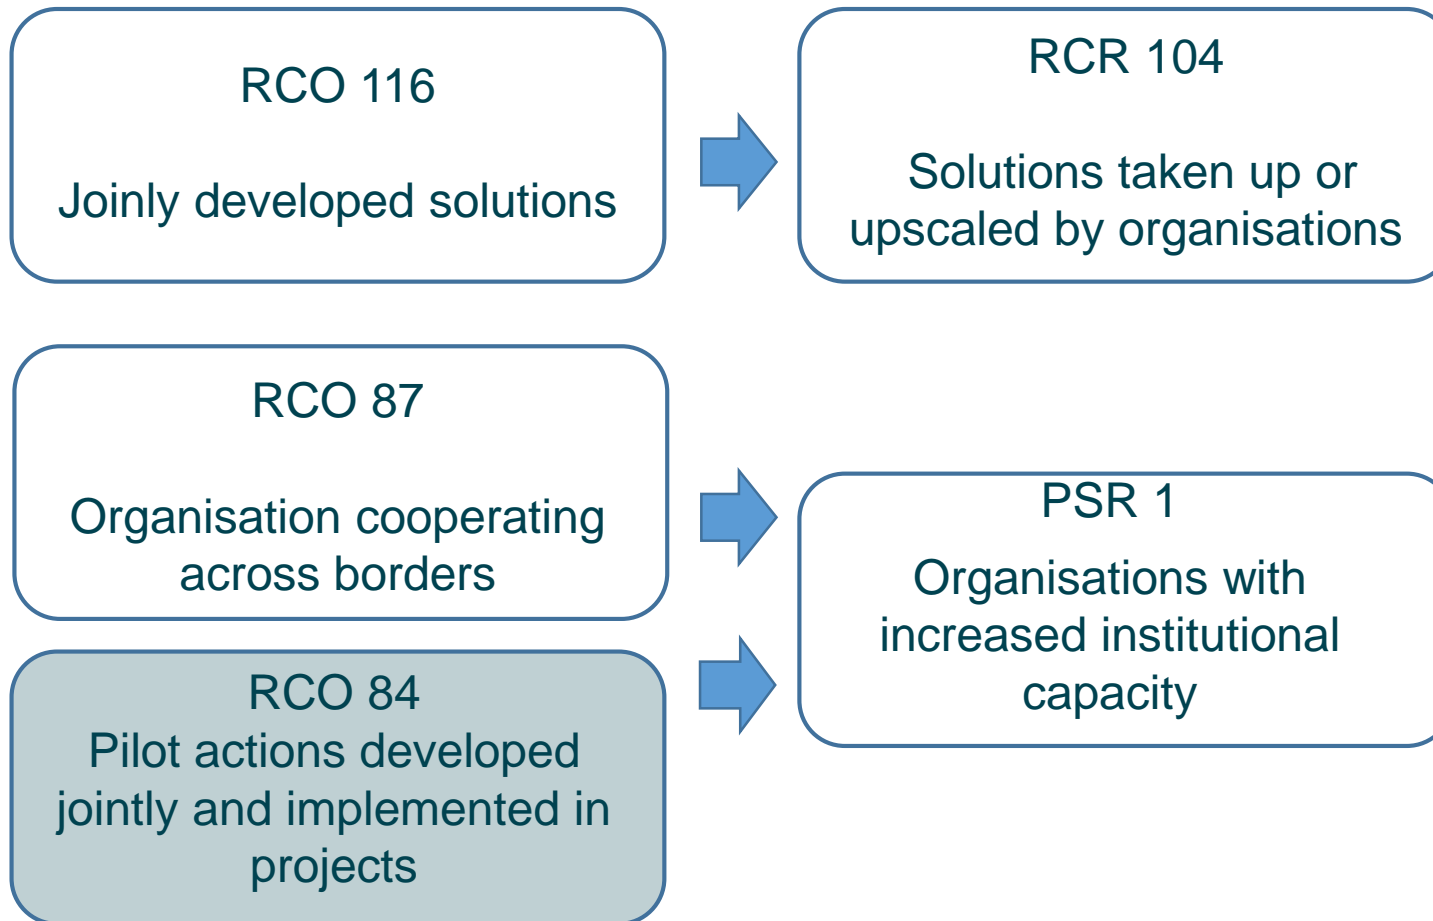 RCO 116
Joinly developed solutions
RCR 104
Solutions taken up or
upscaled by organisations
RCO 87
Organisation cooperating
across borders
PSR 1
Organisations with
increased institutional
capacity
RCO 84
Pilot actions developed
jointly and implemented in
projects